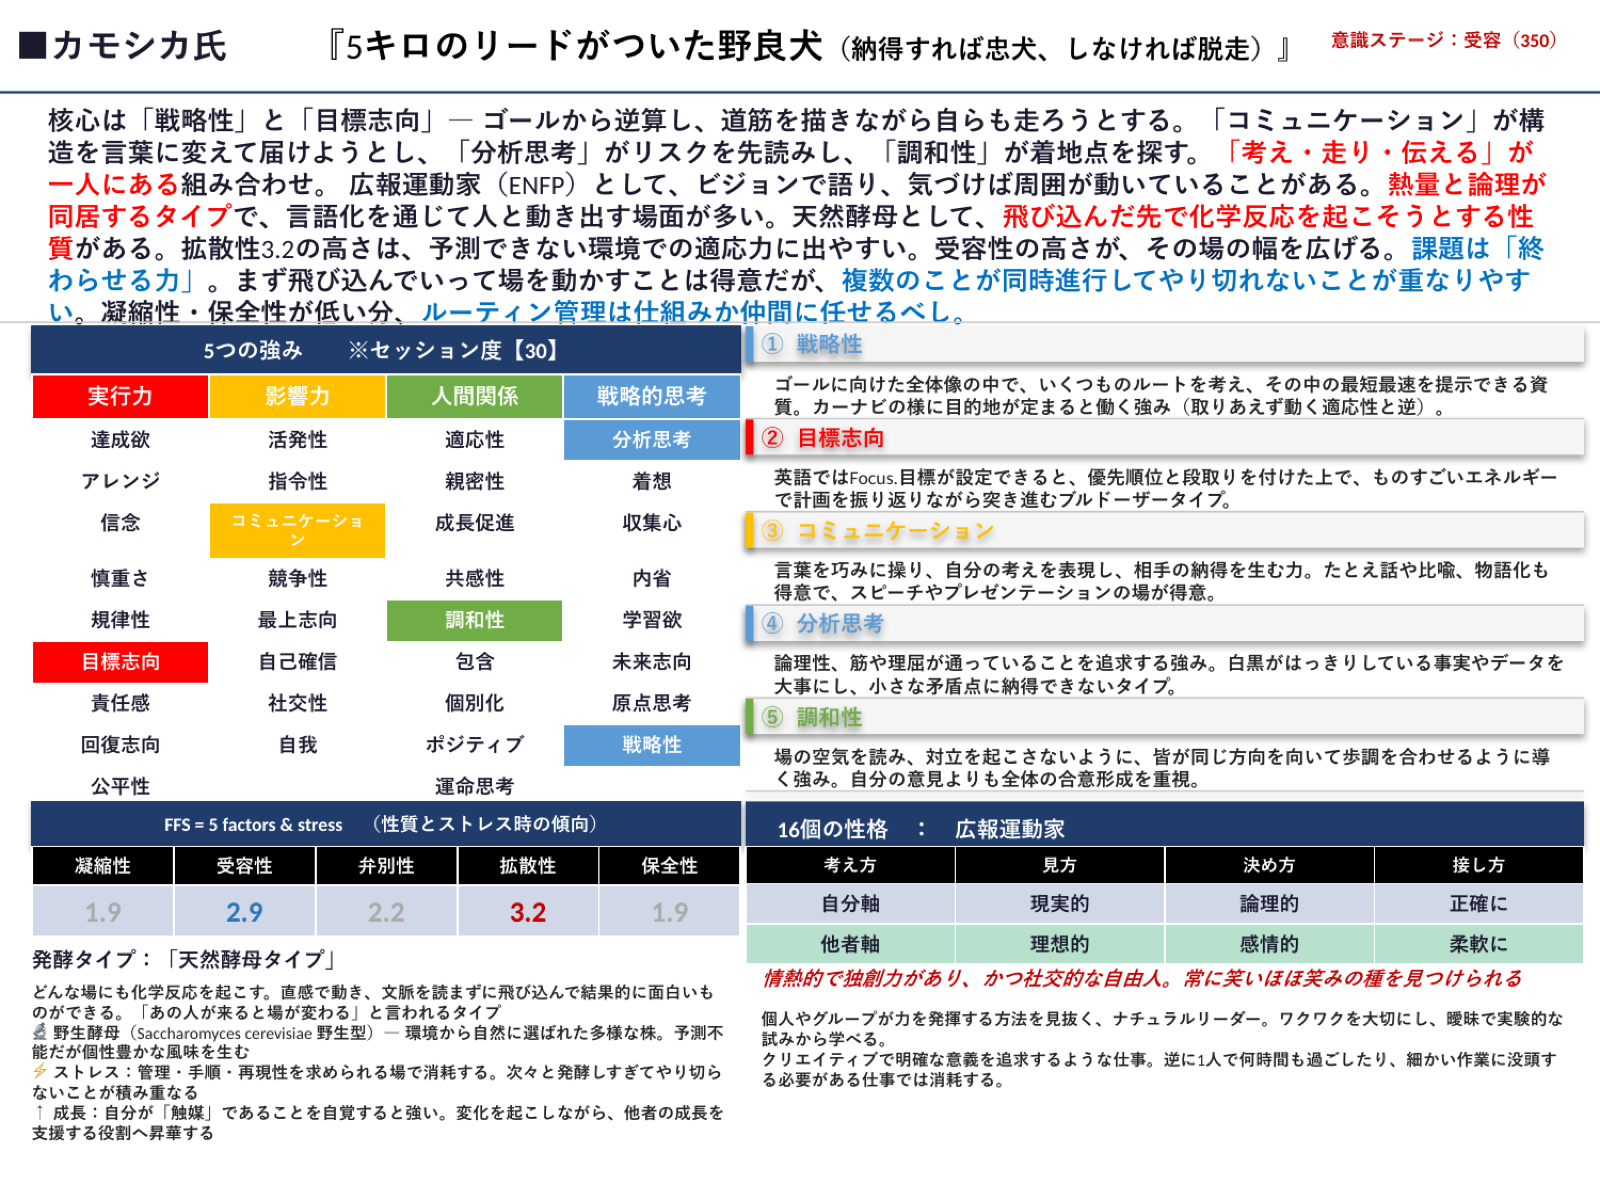 ■カモシカ氏　『5キロのリードがついた野良犬（納得すれば忠犬、しなければ脱走）』
意識ステージ：受容（350）
核心は「戦略性」と「目標志向」― ゴールから逆算し、道筋を描きながら自らも走ろうとする。「コミュニケーション」が構
造を言葉に変えて届けようとし、「分析思考」がリスクを先読みし、「調和性」が着地点を探す。「考え・走り・伝える」が
一人にある組み合わせ。 広報運動家（ENFP）として、ビジョンで語り、気づけば周囲が動いていることがある。熱量と論理が
同居するタイプで、言語化を通じて人と動き出す場面が多い。天然酵母として、飛び込んだ先で化学反応を起こそうとする性
質がある。拡散性3.2の高さは、予測できない環境での適応力に出やすい。受容性の高さが、その場の幅を広げる。課題は「終
わらせる力」。まず飛び込んでいって場を動かすことは得意だが、複数のことが同時進行してやり切れないことが重なりやす
い。凝縮性・保全性が低い分、ルーティン管理は仕組みか仲間に任せるべし。
5つの強み　※セッション度【30】
実行力 影響力 人間関係 戦略的思考
達成欲 活発性 適応性 分析思考
アレンジ 指令性 親密性 着想
信念 コミュニケーショ 成長促進 収集心
ン
慎重さ 競争性 共感性 内省
規律性 最上志向 調和性 学習欲
目標志向 自己確信 包含 未来志向
責任感 社交性 個別化 原点思考
回復志向 自我 ポジティブ 戦略性
公平性 運命思考
① 戦略性
ゴールに向けた全体像の中で、いくつものルートを考え、その中の最短最速を提示できる資
質。カーナビの様に目的地が定まると働く強み（取りあえず動く適応性と逆）。
② 目標志向
英語ではFocus.目標が設定できると、優先順位と段取りを付けた上で、ものすごいエネルギー
で計画を振り返りながら突き進むブルドーザータイプ。
③ コミュニケーション
言葉を巧みに操り、自分の考えを表現し、相手の納得を生む力。たとえ話や比喩、物語化も
得意で、スピーチやプレゼンテーションの場が得意。
④ 分析思考
論理性、筋や理屈が通っていることを追求する強み。白黒がはっきりしている事実やデータを
大事にし、小さな矛盾点に納得できないタイプ。
⑤ 調和性
場の空気を読み、対立を起こさないように、皆が同じ方向を向いて歩調を合わせるように導
く強み。自分の意見よりも全体の合意形成を重視。
FFS = 5 factors & stress　（性質とストレス時の傾向）
凝縮性 受容性 弁別性 拡散性 保全性
1.9 2.9 2.2 3.2 1.9
発酵タイプ：「天然酵母タイプ」
どんな場にも化学反応を起こす。直感で動き、文脈を読まずに飛び込んで結果的に面白いも
のができる。「あの人が来ると場が変わる」と言われるタイプ
🔬 野生酵母（Saccharomyces cerevisiae 野生型）― 環境から自然に選ばれた多様な株。予測不
能だが個性豊かな風味を生む
⚡ ストレス：管理・手順・再現性を求められる場で消耗する。次々と発酵しすぎてやり切ら
ないことが積み重なる
↑ 成長：自分が「触媒」であることを自覚すると強い。変化を起こしながら、他者の成長を
支援する役割へ昇華する
16個の性格　：　広報運動家
考え方 見方 決め方 接し方
自分軸 現実的 論理的 正確に
他者軸 理想的 感情的 柔軟に
情熱的で独創力があり、かつ社交的な自由人。常に笑いほほ笑みの種を見つけられる
個人やグループが力を発揮する方法を見抜く、ナチュラルリーダー。ワクワクを大切にし、曖昧で実験的な
試みから学べる。
クリエイティブで明確な意義を追求するような仕事。逆に1人で何時間も過ごしたり、細かい作業に没頭す
る必要がある仕事では消耗する。